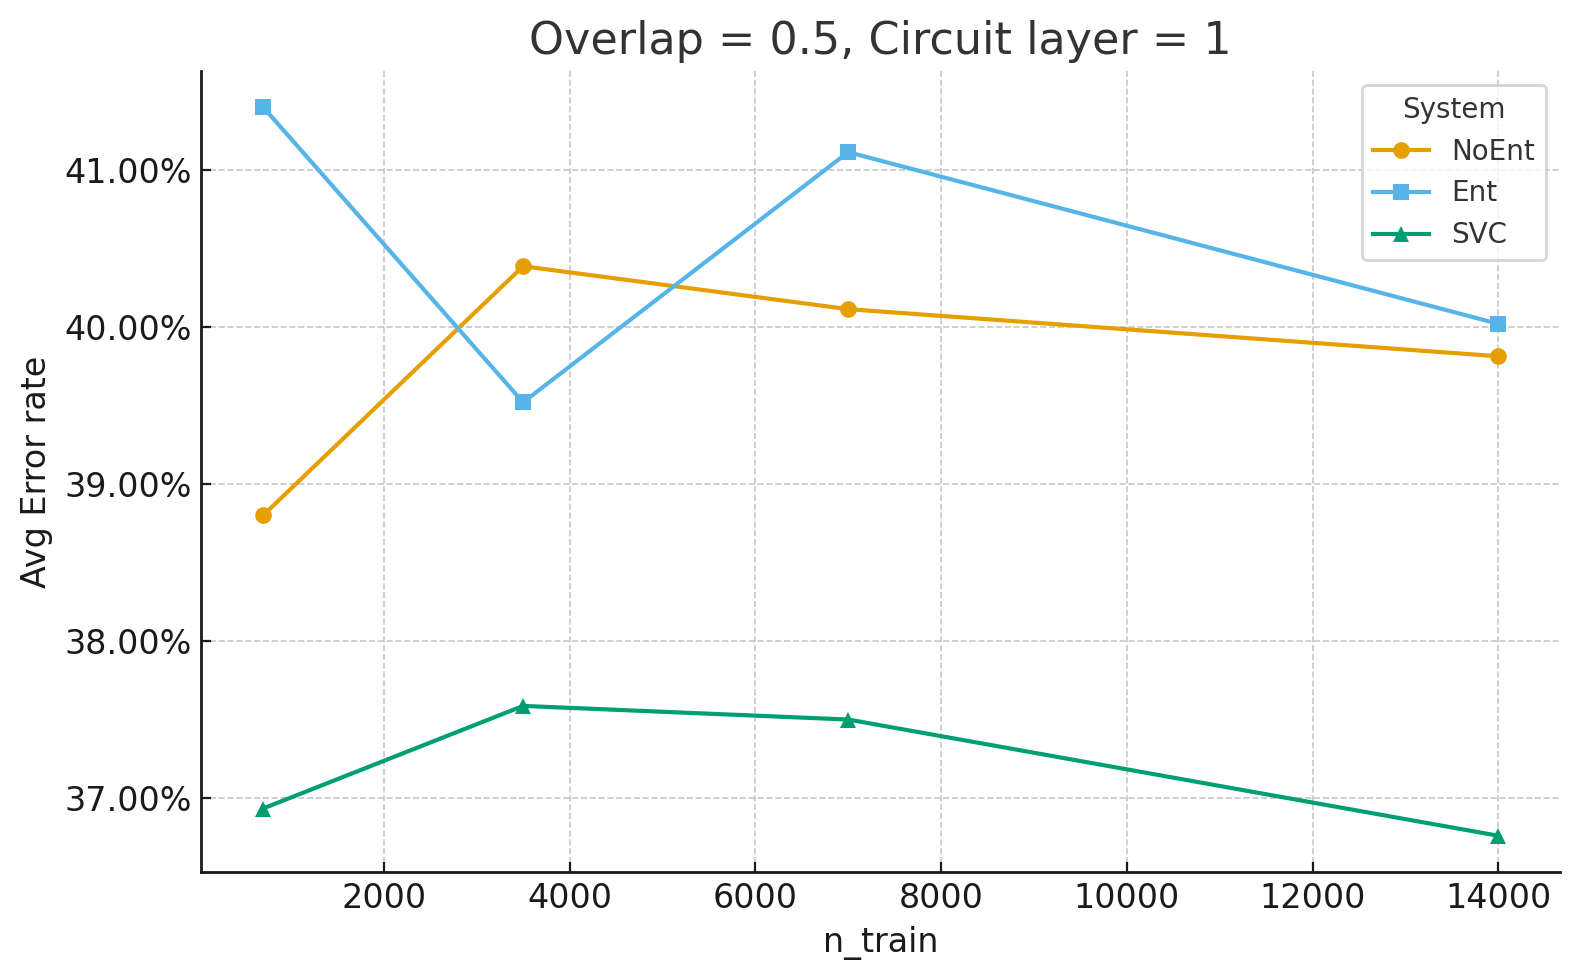 Overlap = 0.5, Circuit layer = 1
System
NoEnt
Ent
SVC
Avg Error rate
41.00%
40.00%
39.00%
38.00%
37.00%
2000 4000 6000 8000 10000 12000 14000
n_train